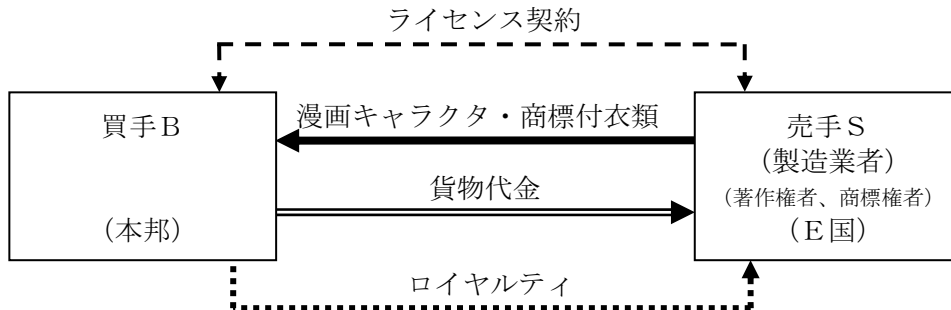 ライセンス契約
買手B
(本邦)
漫画キャラクタ・商標付衣類
貨物代金
売手S
(製造業者)
(著作権者、商標権者)
(E国)
ロイヤルティ